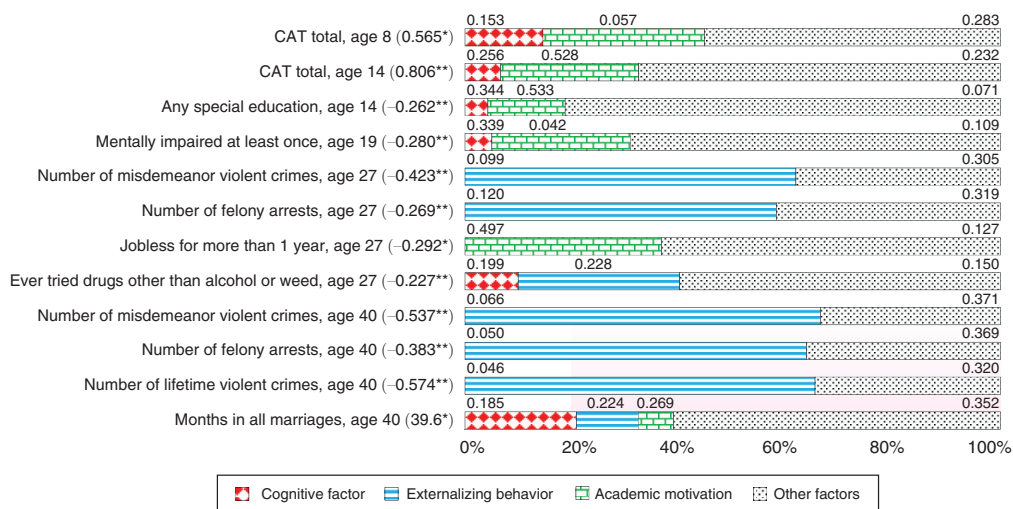 0.153 0.057 0.283
CAT total, age 8 (0.565*)
0.256 0.528 0.232
CAT total, age 14 (0.806**)
0.344 0.533 0.071
Any special education, age 14 (–0.262**)
0.339 0.042 0.109
Mentally impaired at least once, age 19 (–0.280**)
0.099 0.305
Number of misdemeanor violent crimes, age 27 (–0.423**)
0.120 0.319
Number of felony arrests, age 27 (–0.269**)
0.497 0.127
Jobless for more than 1 year, age 27 (–0.292*)
0.199 0.228 0.150
Ever tried drugs other than alcohol or weed, age 27 (–0.227**)
0.066 0.371
Number of misdemeanor violent crimes, age 40 (–0.537**)
0.050 0.369
Number of felony arrests, age 40 (–0.383**)
0.046 0.320
Number of lifetime violent crimes, age 40 (–0.574**)
0.185 0.224 0.269 0.352
Months in all marriages, age 40 (39.6*)
0% 20% 40% 60% 80% 100%
Cognitive factor Externalizing behavior Academic motivation Other factors